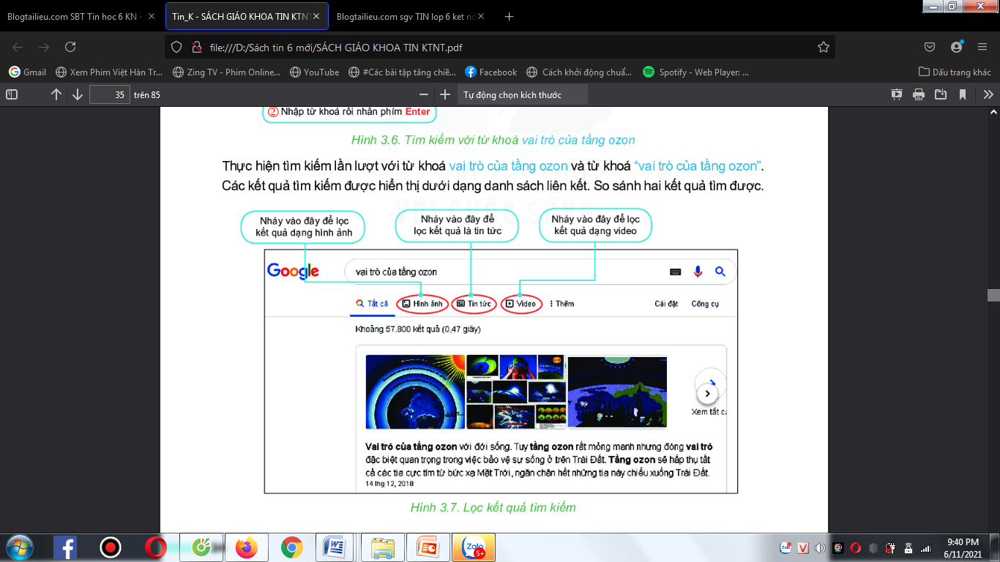 Blogtailieu.com SBT Tin hoc 6 KN -
Tin_K - SÁCH GIÁO KHOA TIN KTNT
Blogtailieu.com sgv TIN lop 6 ket no
file:///D:/Sách tin 6 mới/SÁCH GIÁO KHOA TIN KTNT.pdf
Gmail
Xem Phim Việt Hàn Tr...
Zing TV - Phim Online...
YouTube
#Các bài tập tăng chiề...
Facebook
Cách khởi động chuẩ...
Spotify - Web Player: ...
Dấu trang khác
35 trên 85
Tự động chọn kích thước
② Nhập từ khoá rồi nhấn phím Enter
Hình 3.6. Tìm kiếm với từ khoá vai trò của tầng ozon
Thực hiện tìm kiếm lần lượt với từ khoá vai trò của tầng ozon và từ khoá “vai trò của tầng ozon”.
Các kết quả tìm kiếm được hiển thị dưới dạng danh sách liên kết. So sánh hai kết quả tìm được.
Nháy vào đây để lọc
kết quả dạng hình ảnh
Nháy vào đây để
lọc kết quả là tin tức
Nháy vào đây để lọc
kết quả dạng video
Google
vai trò của tầng ozon
Tất cả
Hình ảnh
Tin tức
Video
Thêm
Cài đặt
Công cụ
Khoảng 57.800 kết quả (0,47 giây)
Xem tất cả
Vai trò của tầng ozon với đời sống. Tuy tầng ozon rất mỏng manh nhưng đóng vai trò
đặc biệt quan trọng trong việc bảo vệ sự sống ở trên Trái Đất. Tầng ozon sẽ hấp thụ tất
cả các tia cực tím từ bức xạ Mặt Trời, ngăn chặn hết những tia này chiếu xuống Trái Đất.
14 thg 12, 2018
Hình 3.7. Lọc kết quả tìm kiếm
Zalo
5+
9:40 PM
6/11/2021